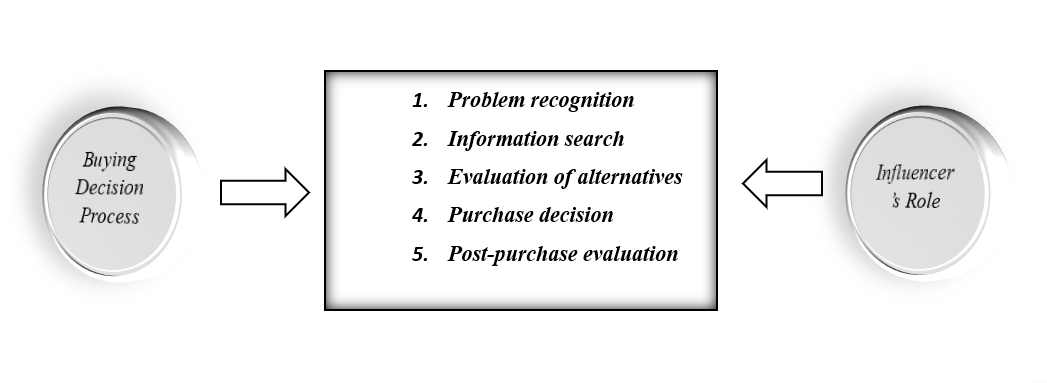 Buying
Decision
Process
1. Problem recognition
2. Information search
3. Evaluation of alternatives
4. Purchase decision
5. Post-purchase evaluation
Influencer
's Role